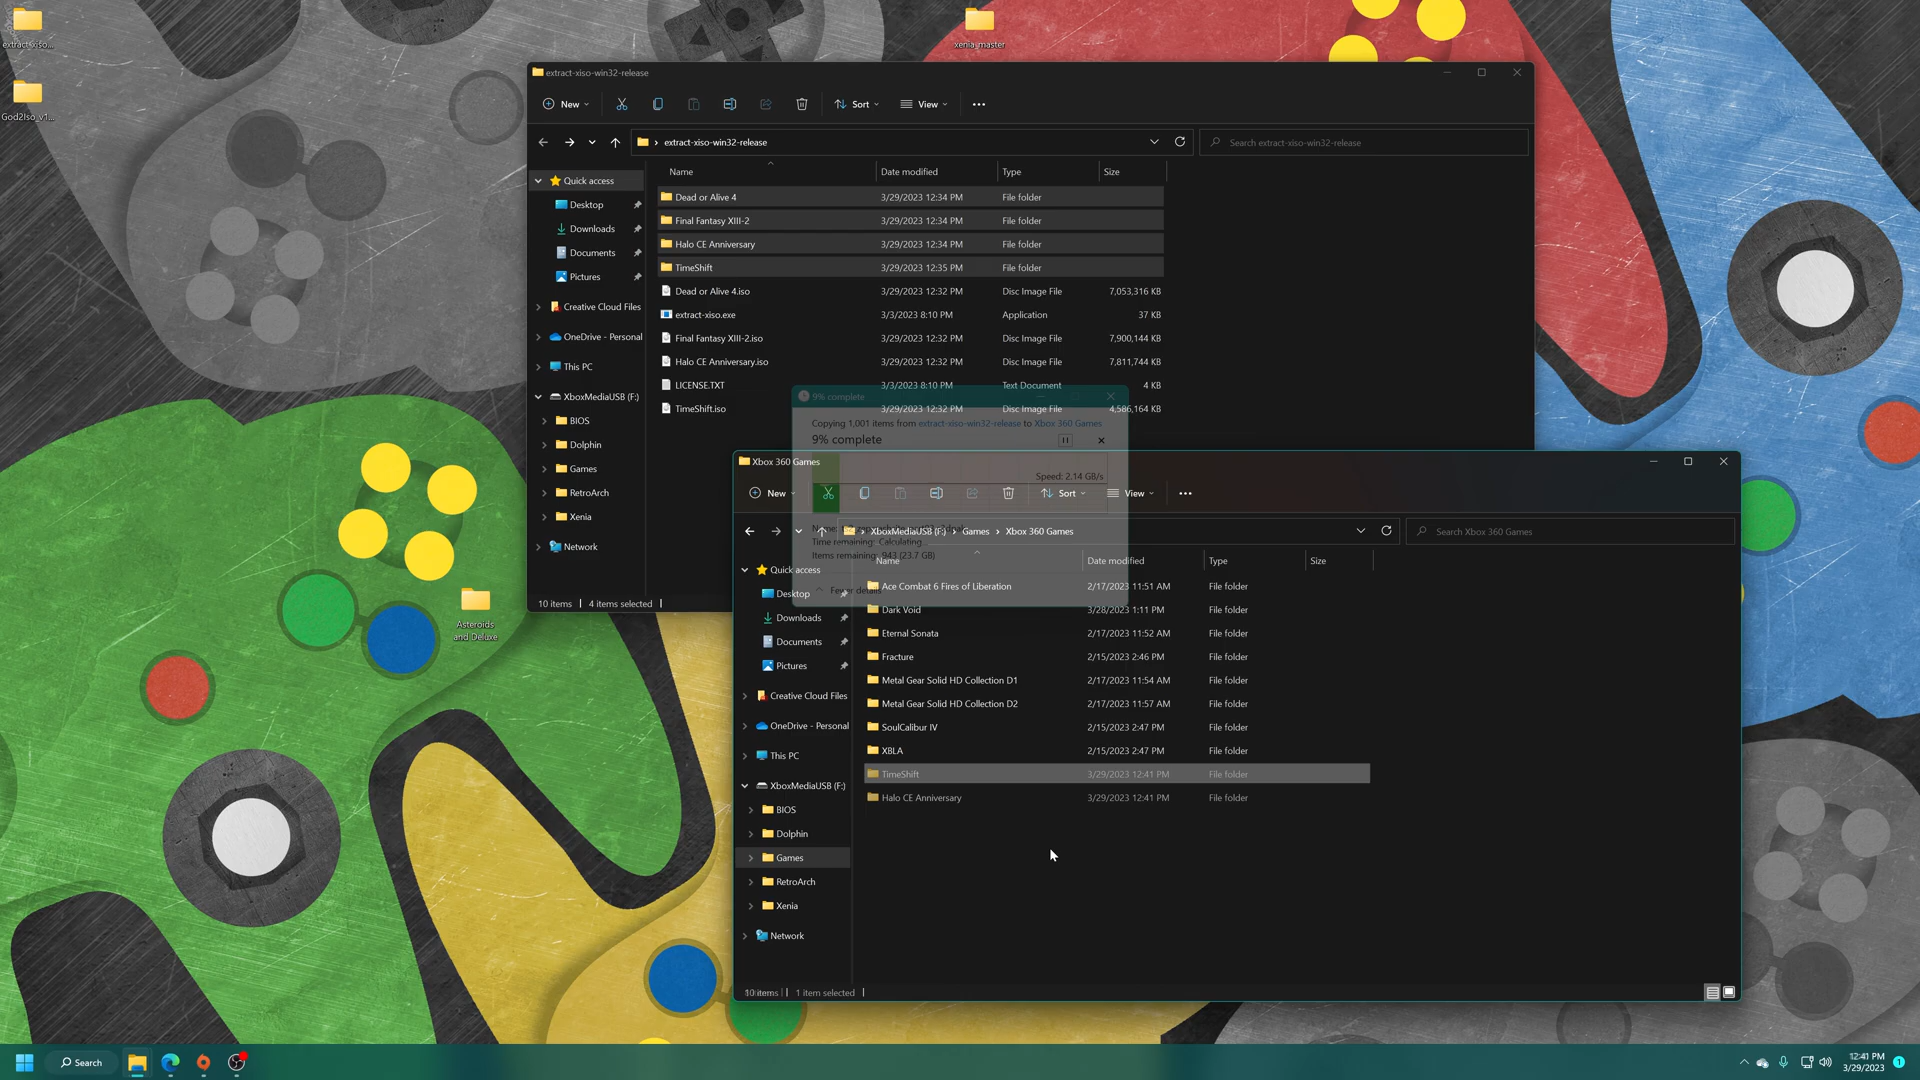 extract-xiso...
God2Iso_v1...
xenia_master
Asteroids
and Deluxe
extract-xiso-win32-release
New
Sort
View
extract-xiso-win32-release
Search extract-xiso-win32-release
Name Date modified Type Size
Quick access
Desktop
Downloads
Documents
Pictures
Creative Cloud Files
OneDrive - Personal
This PC
XboxMediaUSB (F:)
BIOS
Dolphin
Games
RetroArch
Xenia
Network
Dead or Alive 4 3/29/2023 12:34 PM File folder
Final Fantasy XIII-2 3/29/2023 12:34 PM File folder
Halo CE Anniversary 3/29/2023 12:34 PM File folder
TimeShift 3/29/2023 12:35 PM File folder
Dead or Alive 4.iso 3/29/2023 12:32 PM Disc Image File 7,053,316 KB
extract-xiso.exe 3/3/2023 8:10 PM Application 37 KB
Final Fantasy XIII-2.iso 3/29/2023 12:32 PM Disc Image File 7,900,144 KB
Halo CE Anniversary.iso 3/29/2023 12:32 PM Disc Image File 7,811,744 KB
LICENSE.TXT 3/3/2023 8:10 PM Text Document 4 KB
TimeShift.iso 3/29/2023 12:32 PM Disc Image File 4,586,164 KB
10 items 4 items selected
9% complete
Copying 1,001 items from extract-xiso-win32-release to Xbox 360 Games
9% complete
Speed: 2.14 GB/s
Name:
Time remaining: Calculating...
Items remaining: 943 (23.7 GB)
Fewer details
Xbox 360 Games
New
Sort
View
XboxMediaUSB (F:) Games Xbox 360 Games
Search Xbox 360 Games
Name Date modified Type Size
Quick access
Desktop
Downloads
Documents
Pictures
Creative Cloud Files
OneDrive - Personal
This PC
XboxMediaUSB (F:)
BIOS
Dolphin
Games
RetroArch
Xenia
Network
Ace Combat 6 Fires of Liberation 2/17/2023 11:51 AM File folder
Dark Void 3/28/2023 1:11 PM File folder
Eternal Sonata 2/17/2023 11:52 AM File folder
Fracture 2/15/2023 2:46 PM File folder
Metal Gear Solid HD Collection D1 2/17/2023 11:54 AM File folder
Metal Gear Solid HD Collection D2 2/17/2023 11:57 AM File folder
SoulCalibur IV 2/15/2023 2:47 PM File folder
XBLA 2/15/2023 2:47 PM File folder
TimeShift 3/29/2023 12:41 PM File folder
Halo CE Anniversary 3/29/2023 12:41 PM File folder
10 items 1 item selected
Search
12:41 PM
3/29/2023
1